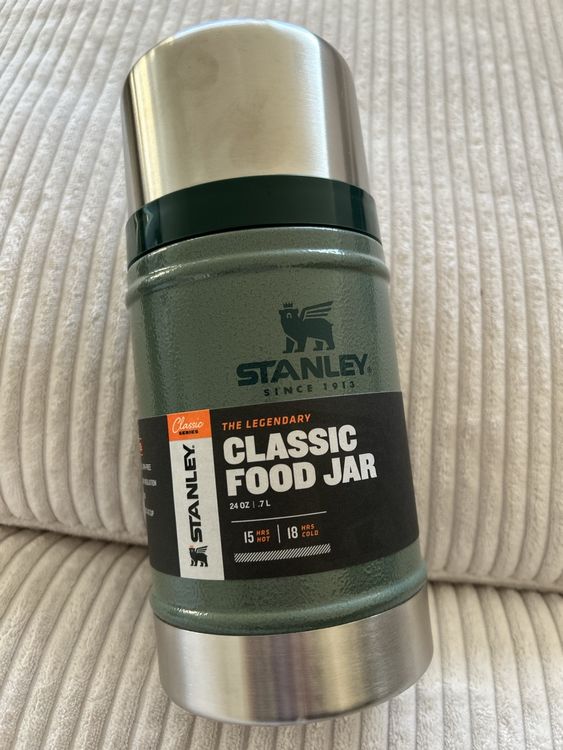 STANLEY®
SINCE 1913
Classic
SERIES
STANLEY
THE LEGENDARY
CLASSIC
FOOD JAR
24 OZ | .7 L
15 HRS HOT | 18 HRS COLD